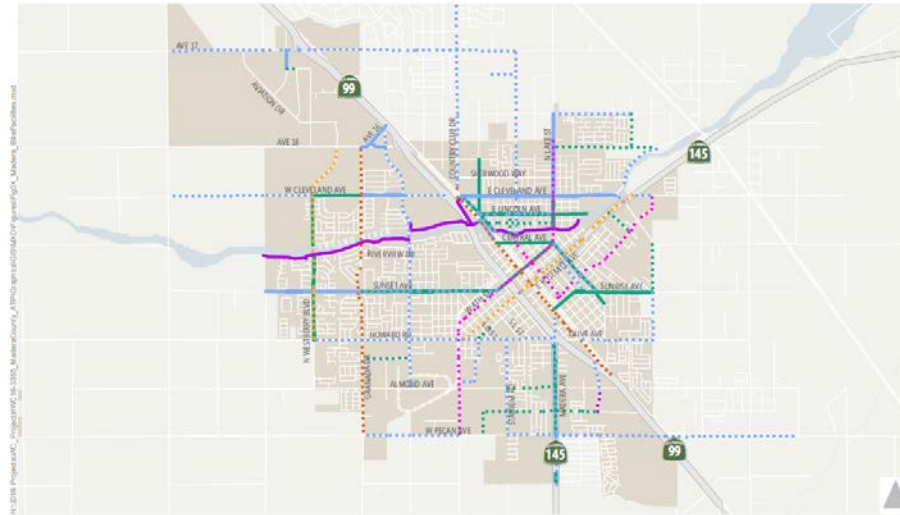 AVE 17
AVIATION DR
99
COUNTRY CLUB DR
N LAKE ST
AVE 16
AVE 16
145
SHERWOOD WAY
W CLEVELAND AVE
E CLEVELAND AVE
E LINCOLN AVE
CENTRAL AVE
RIVERVIEW DR
SUNSET AVE
SUNRISE AVE
N WESTBERRY BLVD
HOWARD RD
OLIVE AVE
GRANADA DR
ALMOND AVE
MADERA AVE
W PECAN AVE
145
99